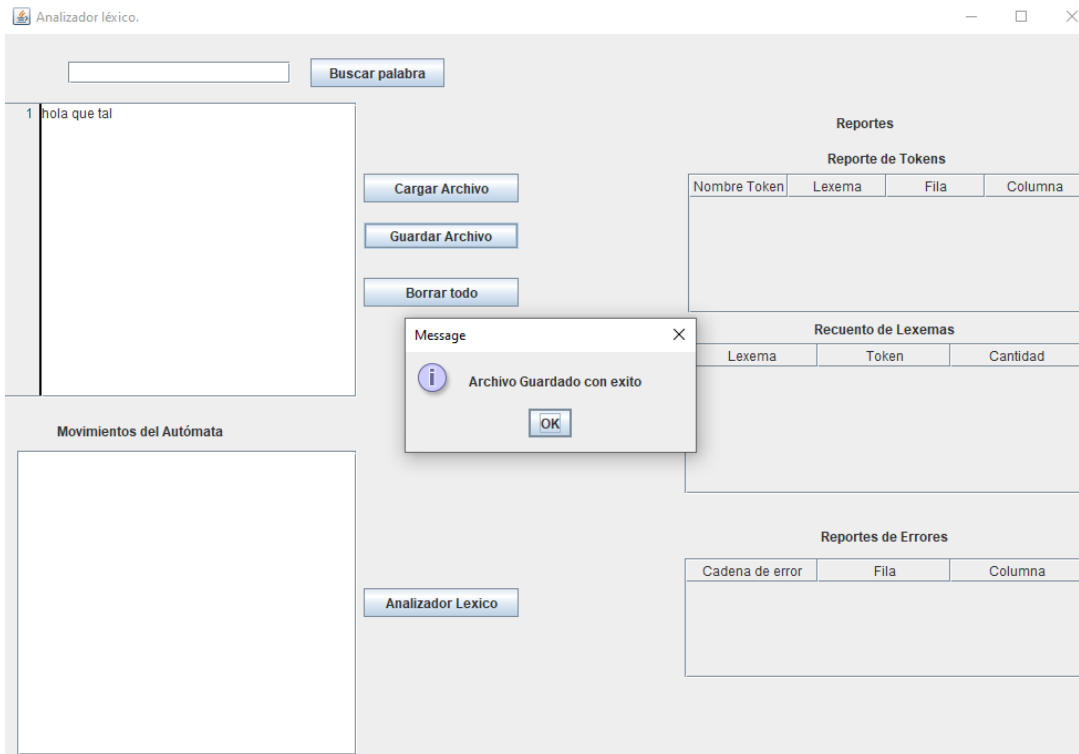 Analizador léxico.
Buscar palabra
1 hola que tal
Cargar Archivo
Guardar Archivo
Borrar todo
Message
Archivo Guardado con exito
OK
Movimientos del Autómata
Analizador Lexico
Reportes
Reporte de Tokens
Nombre Token Lexema Fila Columna
Recuento de Lexemas
Lexema Token Cantidad
Reportes de Errores
Cadena de error Fila Columna